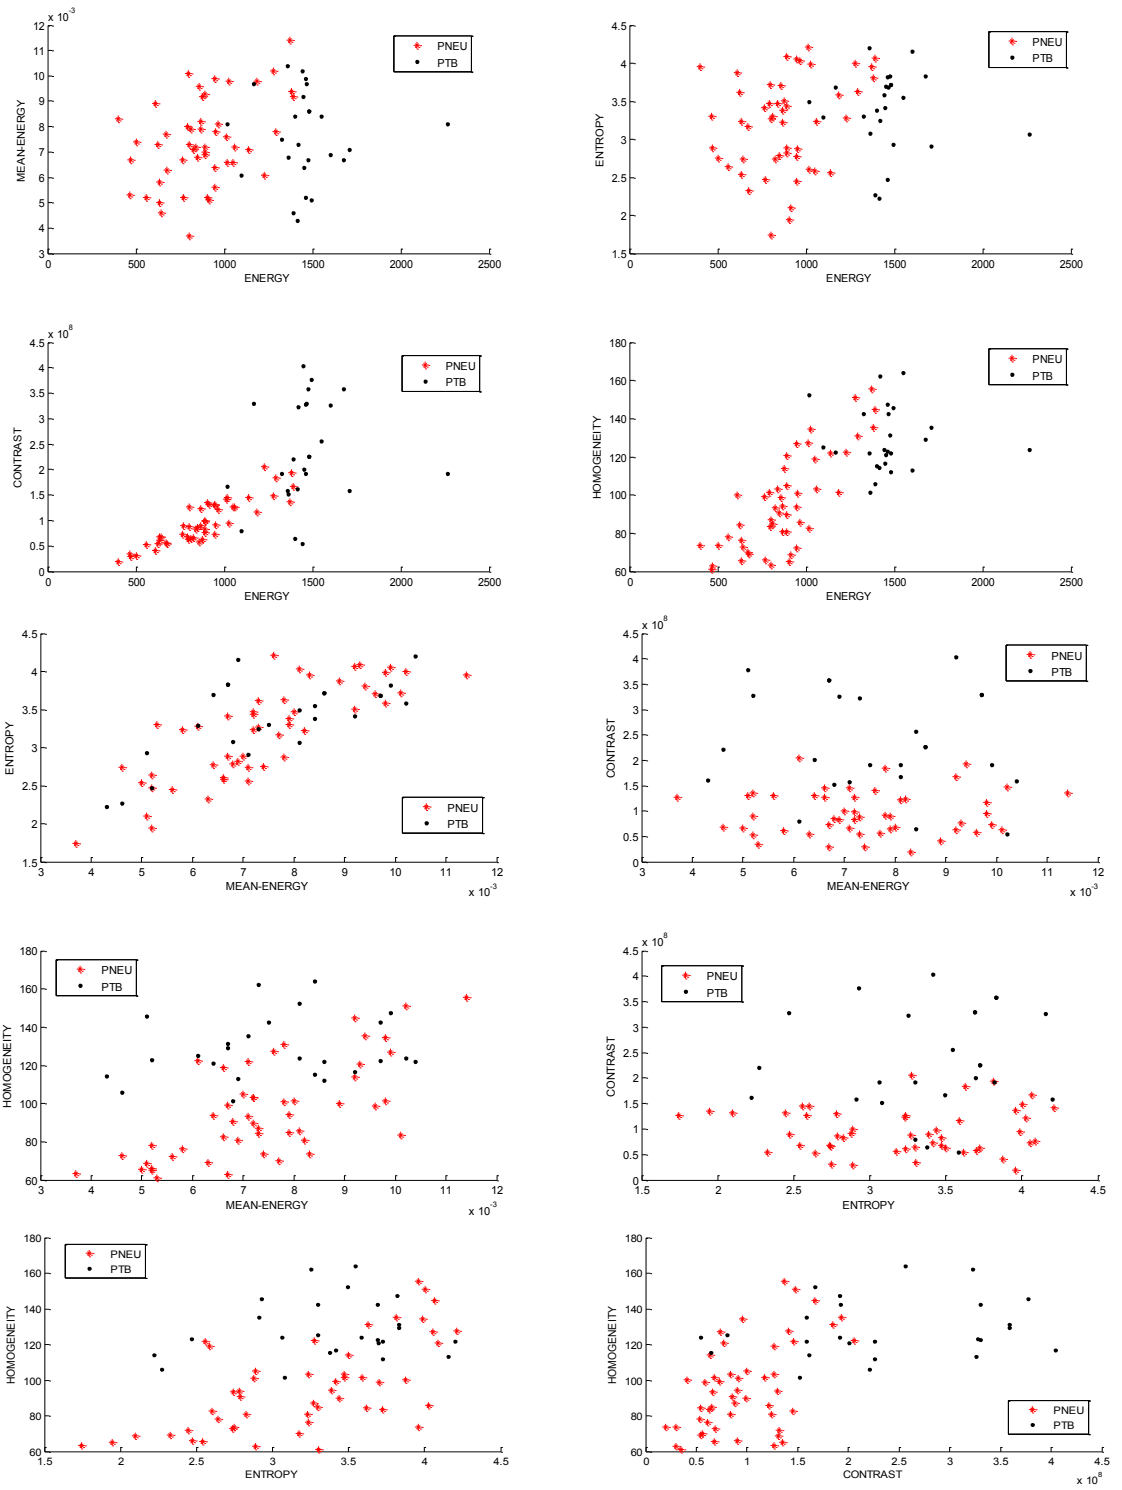 x 10^-3
12
11
10
9
8
7
6
5
4
3
MEAN-ENERGY
0 500 1000 1500 2000 2500
ENERGY
PNEU
PTB
4.5
4
3.5
3
2.5
2
1.5
ENTROPY
0 500 1000 1500 2000 2500
ENERGY
PNEU
PTB
x 10^8
4.5
4
3.5
3
2.5
2
1.5
1
0.5
0
CONTRAST
0 500 1000 1500 2000 2500
ENERGY
PNEU
PTB
180
160
140
120
100
80
60
HOMOGENEITY
0 500 1000 1500 2000 2500
ENERGY
PNEU
PTB
4.5
4
3.5
3
2.5
2
1.5
ENTROPY
3 4 5 6 7 8 9 10 11 12
MEAN-ENERGY
x 10^-3
PNEU
PTB
x 10^8
4.5
4
3.5
3
2.5
2
1.5
1
0.5
0
CONTRAST
3 4 5 6 7 8 9 10 11 12
MEAN-ENERGY
x 10^-3
PNEU
PTB
180
160
140
120
100
80
60
HOMOGENEITY
3 4 5 6 7 8 9 10 11 12
MEAN-ENERGY
x 10^-3
PNEU
PTB
x 10^8
4.5
4
3.5
3
2.5
2
1.5
1
0.5
0
CONTRAST
1.5 2 2.5 3 3.5 4 4.5
ENTROPY
PNEU
PTB
180
160
140
120
100
80
60
HOMOGENEITY
1.5 2 2.5 3 3.5 4 4.5
ENTROPY
PNEU
PTB
180
160
140
120
100
80
60
HOMOGENEITY
0 0.5 1 1.5 2 2.5 3 3.5 4 4.5
CONTRAST
x 10^8
PNEU
PTB